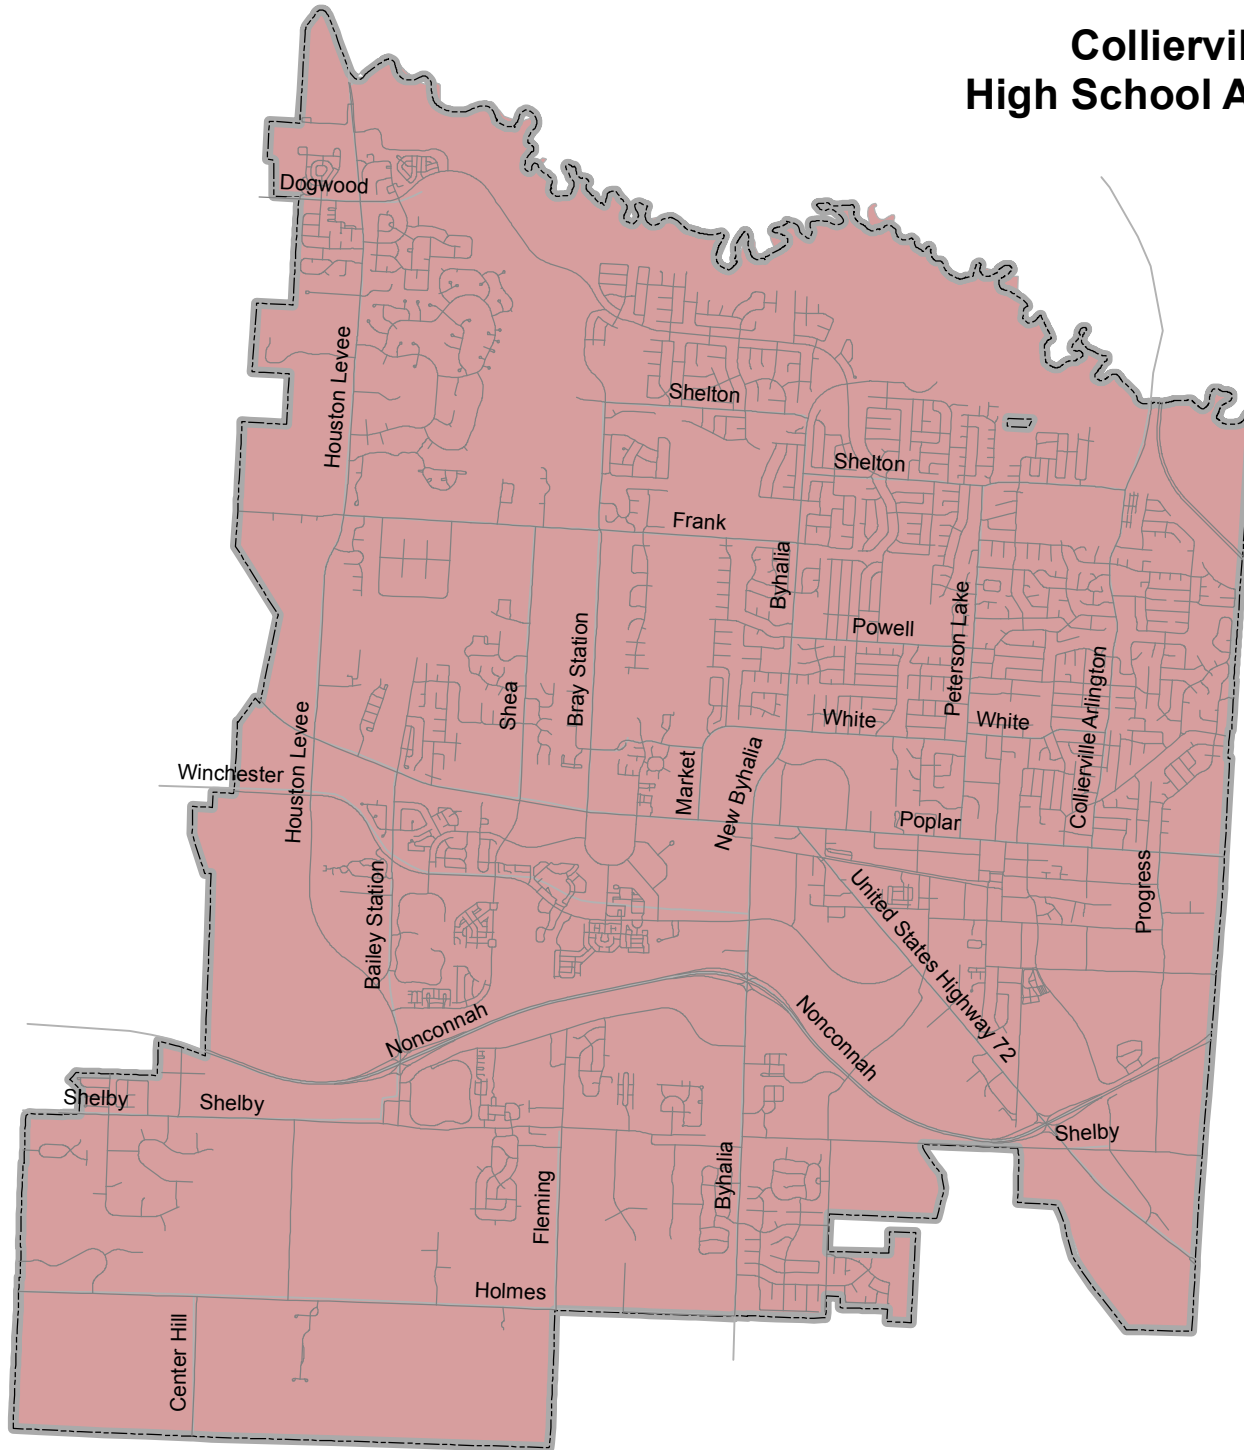 Colliervil
High School A
Dogwood
Houston Levee
Shelton
Shelton
Frank
Byhalia
Peterson Lake
Powell
Bray Station
Collierville Arlington
Shea
White
White
Houston Levee
New Byhalia
Market
Winchester
Poplar
Progress
Bailey Station
United States Highway 72
Nonconnah
Nonconnah
Shelby
Shelby
Shelby
Byhalia
Fleming
Holmes
Center Hill